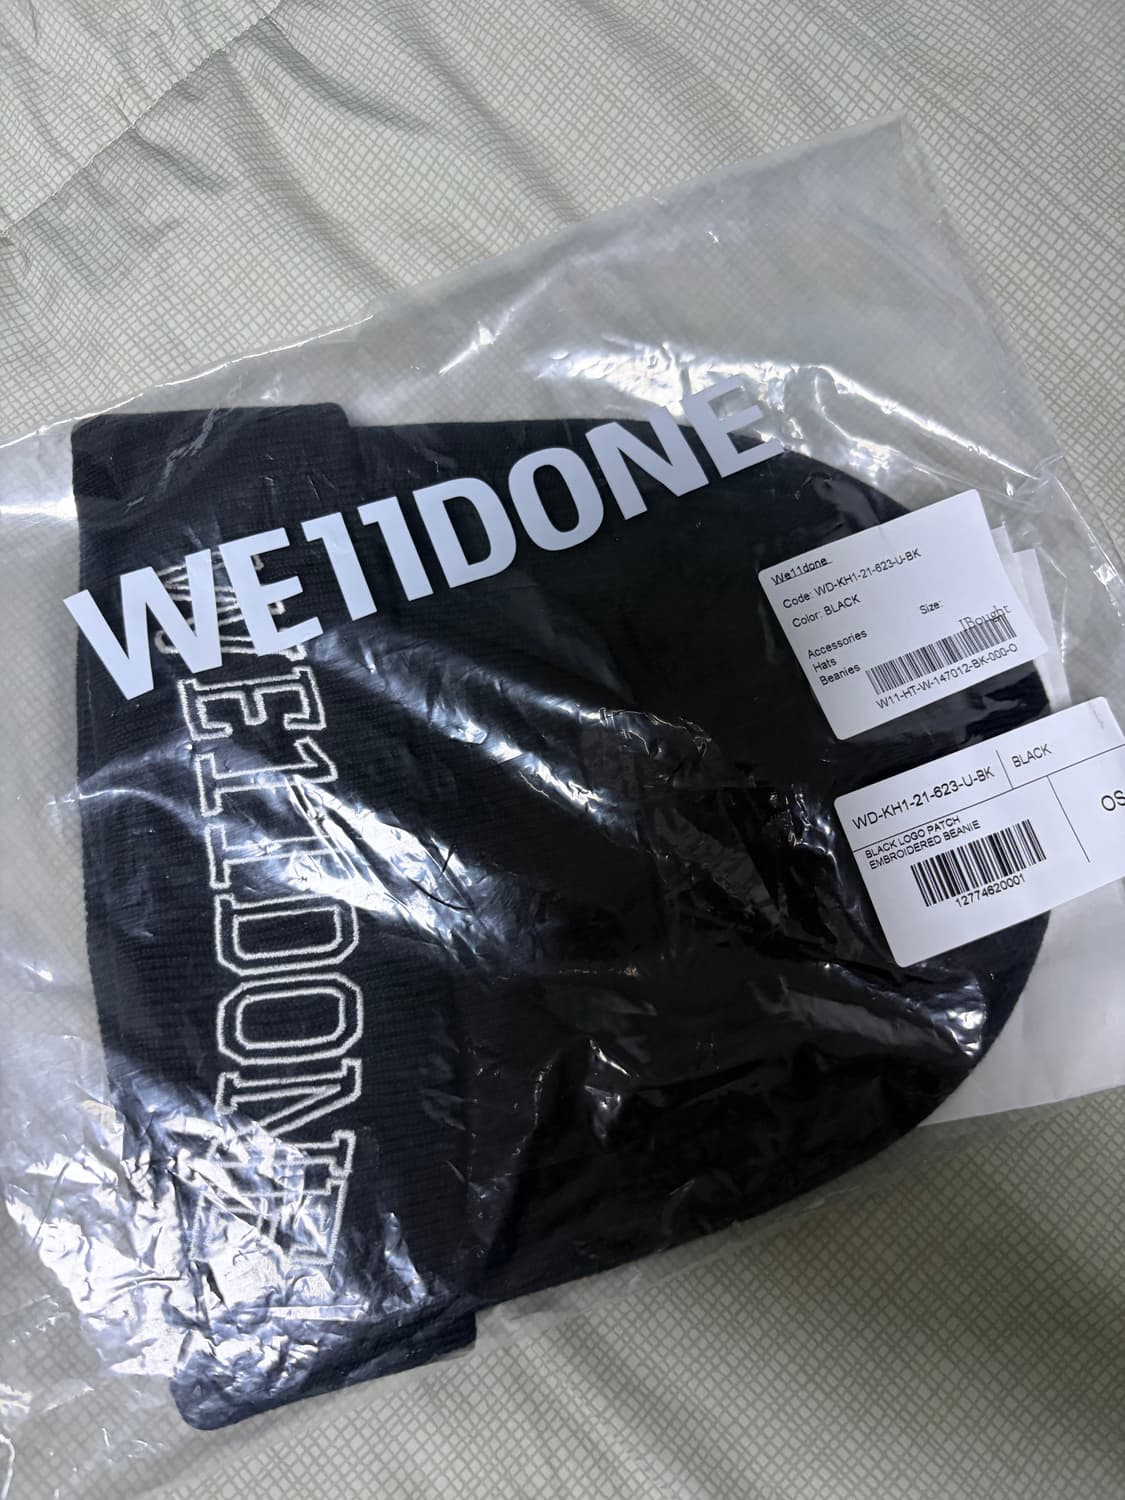 WE11DONE
WE11DONE
We11done
Code: WD-KH1-21-623-U-BK
Color: BLACK
Size:
Accessories
Hats
Beanies
IBought
W11-HT-W-147012-BK-000-O
WD-KH1-21-623-U-BK
BLACK
BLACK LOGO PATCH
EMBROIDERED BEANIE
OS
12774620001